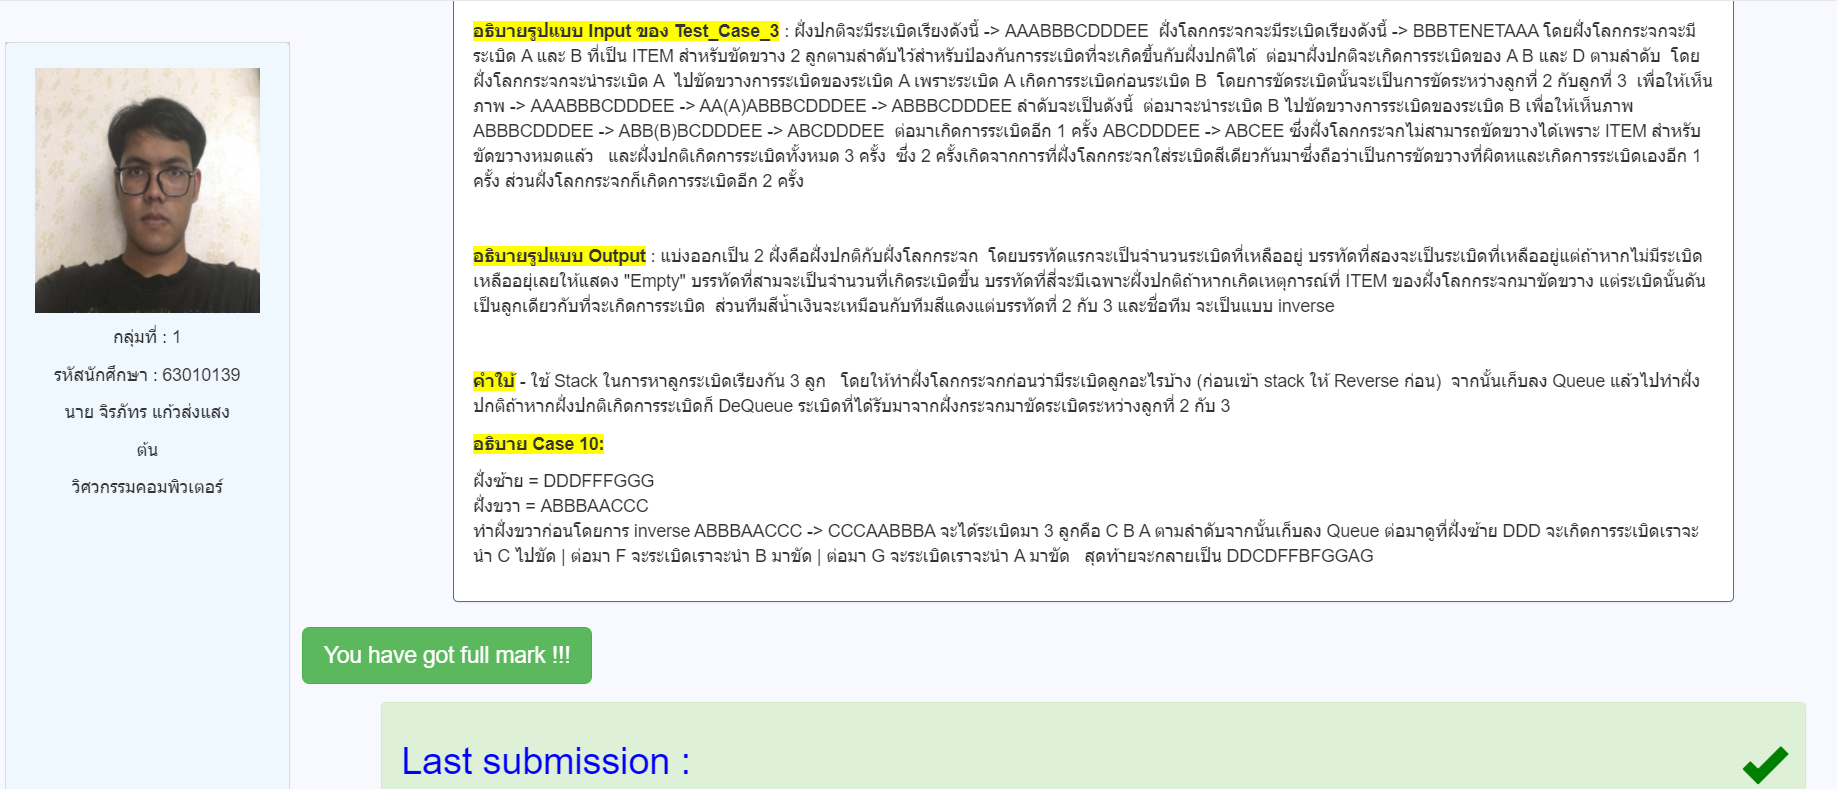 อธิบายรูปแบบ Input ของ Test_Case_3 : ฝั่งปกติจะมีระเบิดเรียงดังนี้ -> AAABBBCDDDEE ฝั่งโลกกระจกจะมีระเบิดเรียงดังนี้ -> BBBTENETAAA โดยฝั่งโลกกระจกจะมี
ระเบิด A และ B ที่เป็น ITEM สำหรับขัดขวาง 2 ลูกตามลำดับไว้สำหรับป้องกันการระเบิดที่จะเกิดขึ้นกับฝั่งปกติได้ ต่อมาฝั่งปกติจะเกิดการระเบิดของ A B และ D ตามลำดับ โดย
ฝั่งโลกกระจกจะนำระเบิด A ไปขัดขวางการระเบิดของระเบิด A เพราะระเบิด A เกิดการระเบิดก่อนระเบิด B โดยการขัดระเบิดนั้นจะเป็นการขัดระหว่างลูกที่ 2 กับลูกที่ 3 เพื่อให้เห็น
ภาพ -> AAABBBCDDDEE -> AA(A)ABBBCDDDEE -> ABBBCDDDEE ลำดับจะเป็นดังนี้ ต่อมาจะนำระเบิด B ไปขัดขวางการระเบิดของระเบิด B เพื่อให้เห็นภาพ
ABBBCDDDEE -> ABB(B)BCDDDEE -> ABCDDDEE ต่อมาเกิดการระเบิดอีก 1 ครั้ง ABCDDDEE -> ABCEE ซึ่งฝั่งโลกกระจกไม่สามารถขัดขวางได้เพราะ ITEM สำหรับ
ขัดขวางหมดแล้ว และฝั่งปกติเกิดการระเบิดทั้งหมด 3 ครั้ง ซึ่ง 2 ครั้งเกิดจากการที่ฝั่งโลกกระจกใส่ระเบิดสีเดียวกันมาซึ่งถือว่าเป็นการขัดขวางที่ผิดหและเกิดการระเบิดเองอีก 1
ครั้ง ส่วนฝั่งโลกกระจกก็เกิดการระเบิดอีก 2 ครั้ง
อธิบายรูปแบบ Output : แบ่งออกเป็น 2 ฝั่งคือฝั่งปกติกับฝั่งโลกกระจก โดยบรรทัดแรกจะเป็นจำนวนระเบิดที่เหลืออยู่ บรรทัดที่สองจะเป็นระเบิดที่เหลืออยู่แต่ถ้าหากไม่มีระเบิด
เหลืออยุ่เลยให้แสดง "Empty" บรรทัดที่สามจะเป็นจำนวนที่เกิดระเบิดขึ้น บรรทัดที่สี่จะมีเฉพาะฝั่งปกติถ้าหากเกิดเหตุการณ์ที่ ITEM ของฝั่งโลกกระจกมาขัดขวาง แต่ระเบิดนั้นดัน
เป็นลูกเดียวกับที่จะเกิดการระเบิด ส่วนทีมสีน้ำเงินจะเหมือนกับทีมสีแดงแต่บรรทัดที่ 2 กับ 3 และชื่อทีม จะเป็นแบบ inverse
คำใบ้ - ใช้ Stack ในการหาลูกระเบิดเรียงกัน 3 ลูก โดยให้ทำฝั่งโลกกระจกก่อนว่ามีระเบิดลูกอะไรบ้าง (ก่อนเข้า stack ให้ Reverse ก่อน) จากนั้นเก็บลง Queue แล้วไปทำฝั่ง
ปกติถ้าหากฝั่งปกติเกิดการระเบิดก็ DeQueue ระเบิดที่ได้รับมาจากฝั่งกระจกมาขัดระเบิดระหว่างลูกที่ 2 กับ 3
อธิบาย Case 10:
ฝั่งซ้าย = DDDFFFGGG
ฝั่งขวา = ABBBAACCC
ทำฝั่งขวาก่อนโดยการ inverse ABBBAACCC -> CCCAABBBA จะได้ระเบิดมา 3 ลูกคือ C B A ตามลำดับจากนั้นเก็บลง Queue ต่อมาดูที่ฝั่งซ้าย DDD จะเกิดการระเบิดเราจะ
นำ C ไปขัด | ต่อมา F จะระเบิดเราจะนำ B มาขัด | ต่อมา G จะระเบิดเราจะนำ A มาขัด สุดท้ายจะกลายเป็น DDCDFFBFGGAG
กลุ่มที่ : 1
รหัสนักศึกษา : 63010139
นาย จิรภัทร แก้วส่งแสง
ต้น
วิศวกรรมคอมพิวเตอร์
You have got full mark !!!
Last submission :